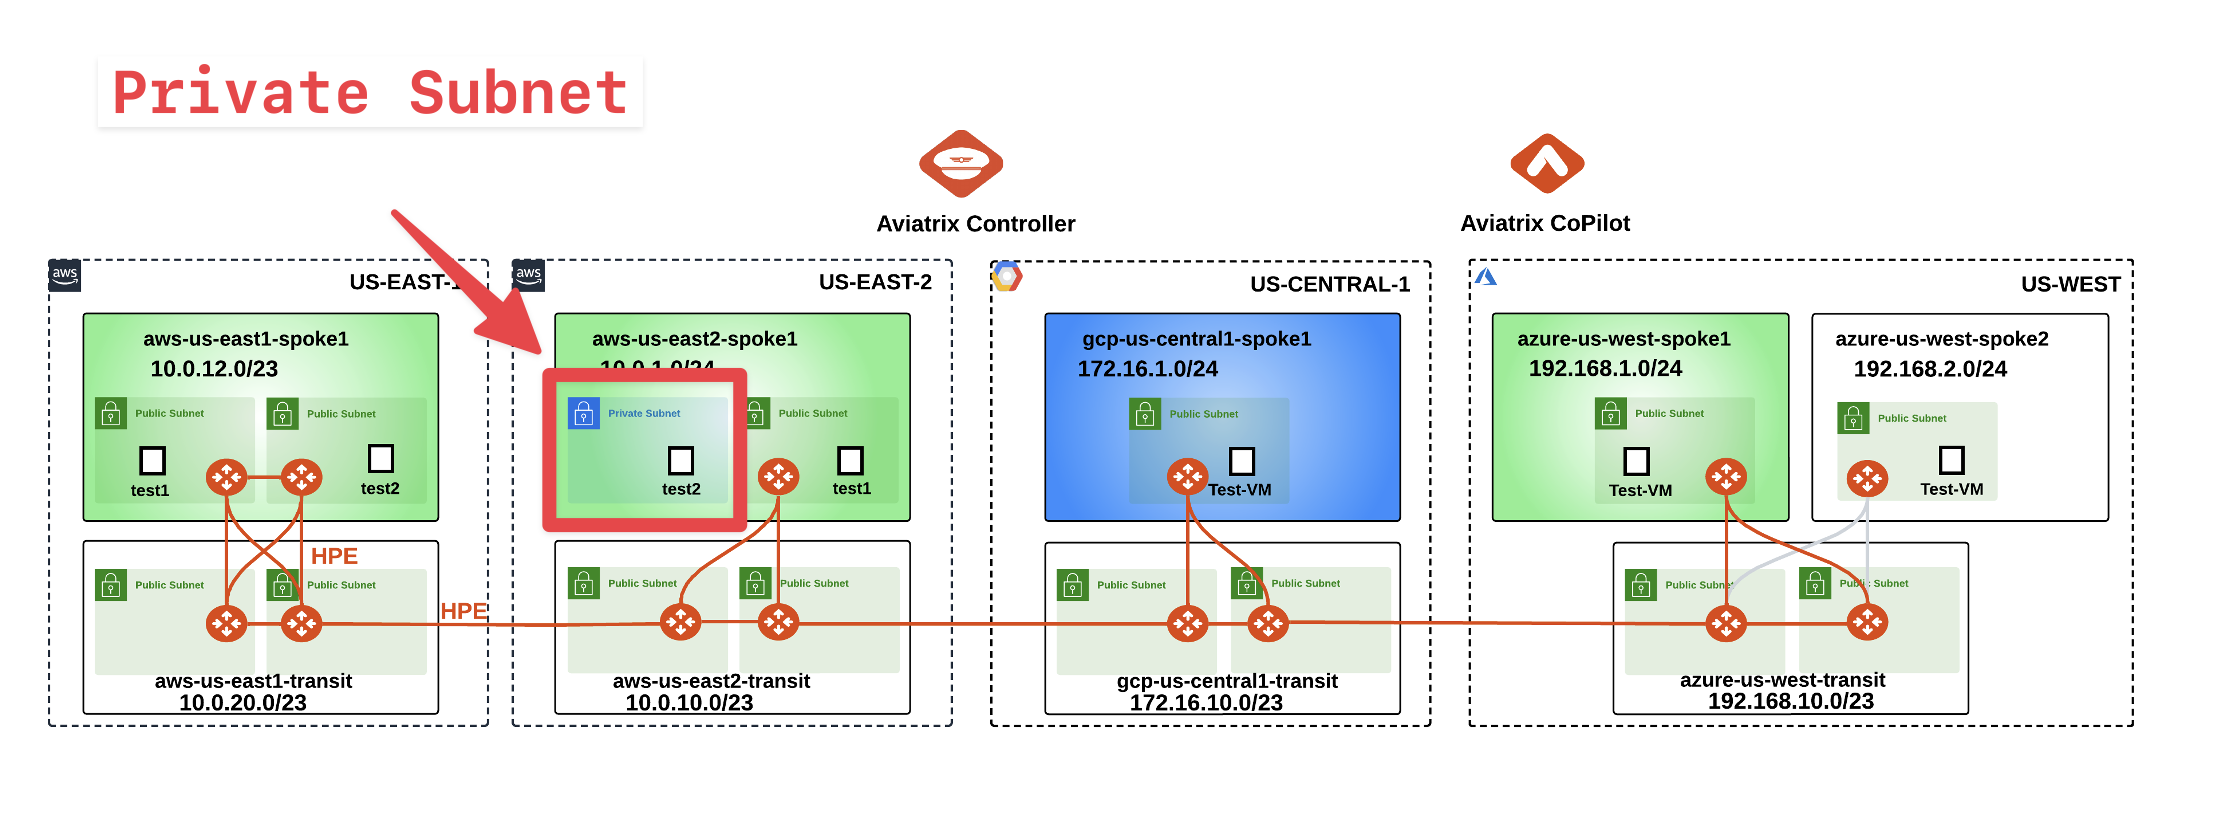 Private Subnet
Aviatrix Controller
Aviatrix CoPilot
aws
US-EAST-1
aws-us-east1-spoke1
10.0.12.0/23
Public Subnet
Public Subnet
test1
test2
HPE
Public Subnet
Public Subnet
aws-us-east1-transit
10.0.20.0/23
HPE
aws
US-EAST-2
aws-us-east2-spoke1
10.0.1.0/24
Private Subnet
Public Subnet
test2
test1
Public Subnet
Public Subnet
aws-us-east2-transit
10.0.10.0/23
US-CENTRAL-1
gcp-us-central1-spoke1
172.16.1.0/24
Public Subnet
Test-VM
Public Subnet
Public Subnet
gcp-us-central1-transit
172.16.10.0/23
US-WEST
azure-us-west-spoke1
192.168.1.0/24
Public Subnet
Test-VM
azure-us-west-spoke2
192.168.2.0/24
Public Subnet
Test-VM
Public Subnet
Public Subnet
azure-us-west-transit
192.168.10.0/23